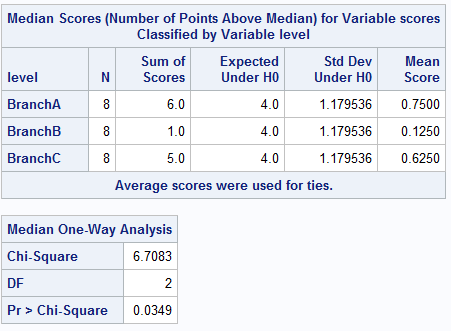 Median Scores (Number of Points Above Median) for Variable scores
Classified by Variable level
level N Sum of Scores Expected Under H0 Std Dev Under H0 Mean Score
BranchA 8 6.0 4.0 1.179536 0.7500
BranchB 8 1.0 4.0 1.179536 0.1250
BranchC 8 5.0 4.0 1.179536 0.6250
Average scores were used for ties.
Median One-Way Analysis
Chi-Square 6.7083
DF 2
Pr > Chi-Square 0.0349